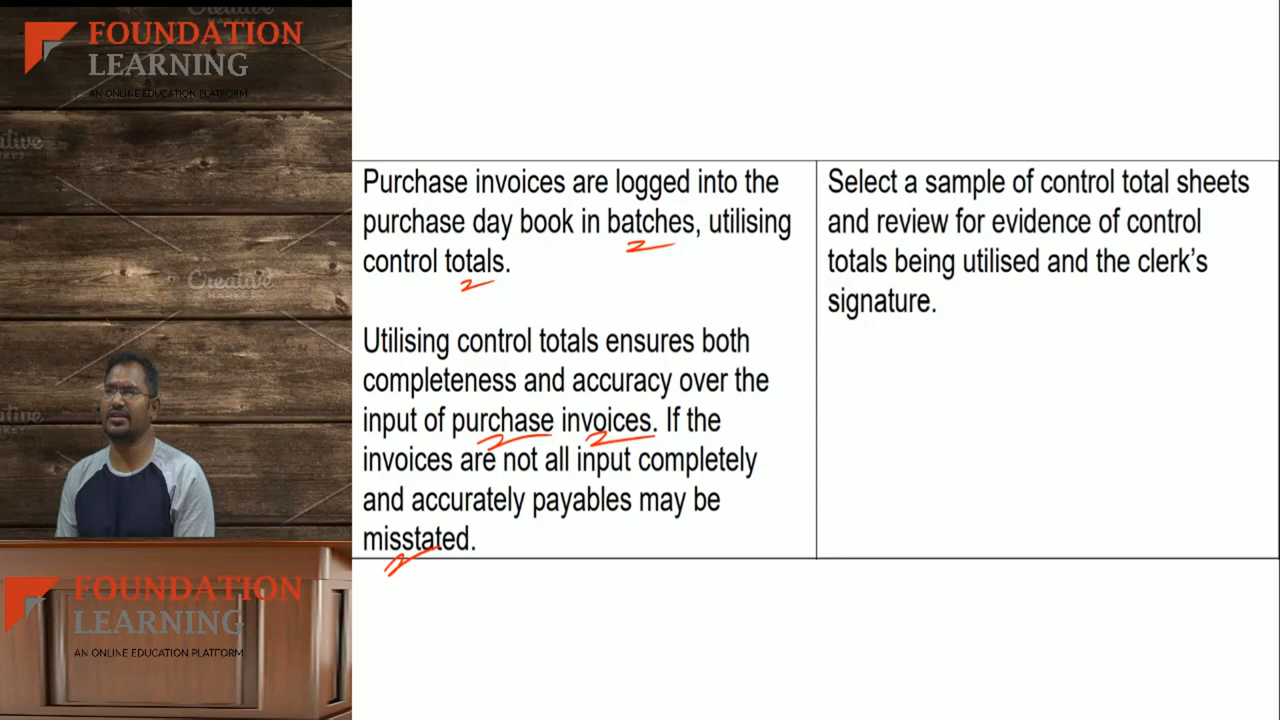 FOUNDATION
LEARNING
AN ONLINE EDUCATION PLATFORM
Creative
MARKET
FOUNDATION
LEARNING
AN ONLINE EDUCATION PLATFORM
Purchase invoices are logged into the
purchase day book in batches, utilising
control totals.
Utilising control totals ensures both
completeness and accuracy over the
input of purchase invoices. If the
invoices are not all input completely
and accurately payables may be
misstated.
Select a sample of control total sheets
and review for evidence of control
totals being utilised and the clerk's
signature.